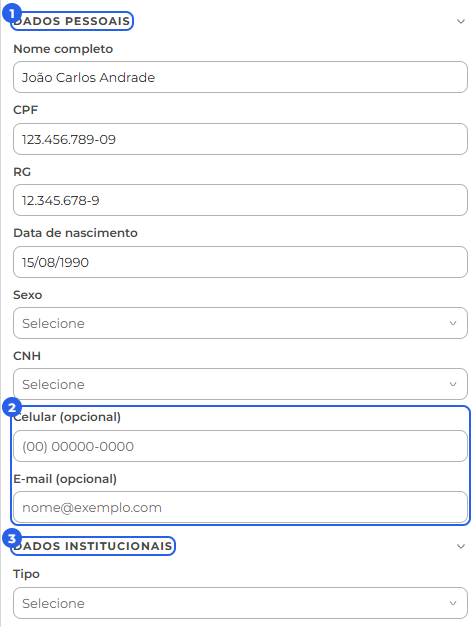 1
DADOS PESSOAIS
Nome completo
João Carlos Andrade
CPF
123.456.789-09
RG
12.345.678-9
Data de nascimento
15/08/1990
Sexo
Selecione
CNH
Selecione
2
Celular (opcional)
(00) 00000-0000
E-mail (opcional)
nome@exemplo.com
3
DADOS INSTITUCIONAIS
Tipo
Selecione